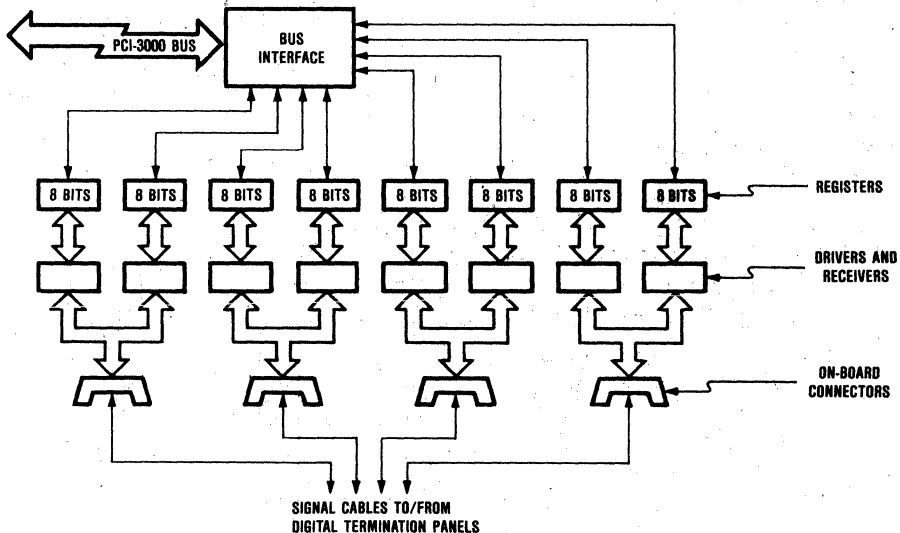 PCI-3000 BUS
BUS
INTERFACE
8 BITS
8 BITS
8 BITS
8 BITS
8 BITS
8 BITS
8 BITS
8 BITS
REGISTERS
DRIVERS AND
RECEIVERS
ON-BOARD
CONNECTORS
SIGNAL CABLES TO/FROM
DIGITAL TERMINATION PANELS